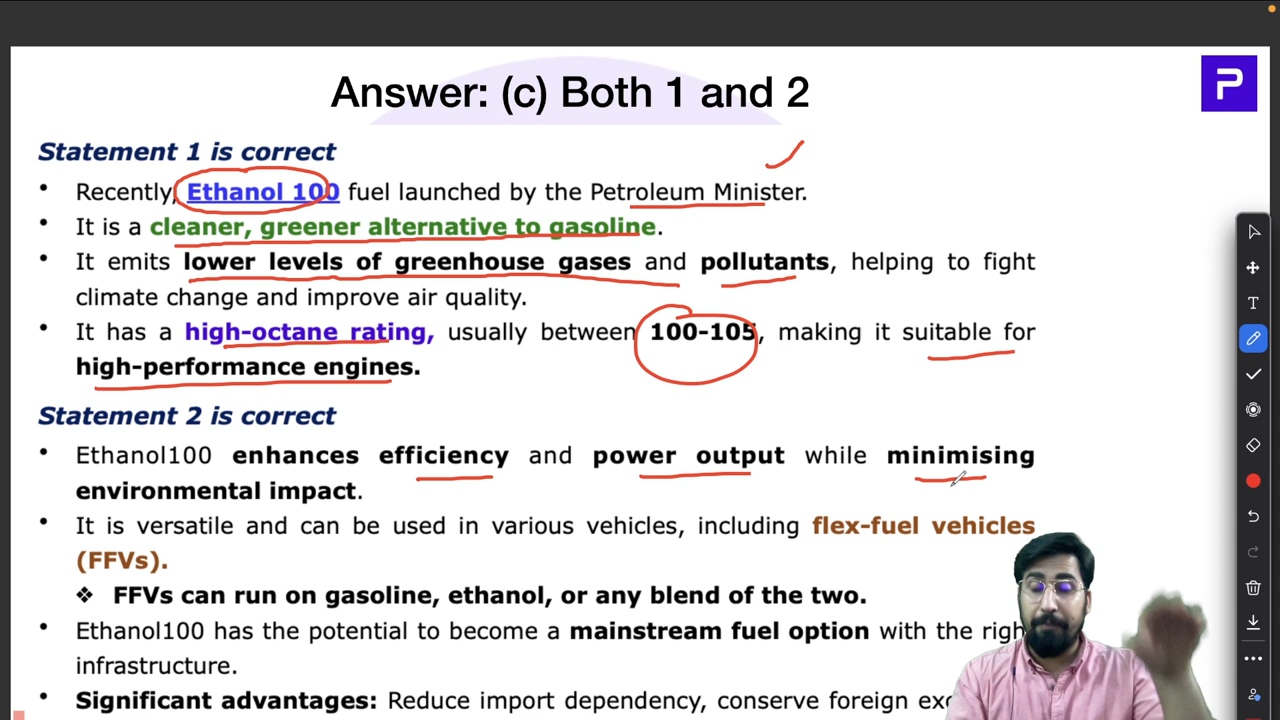 Answer: (c) Both 1 and 2
P
Statement 1 is correct
• Recently, Ethanol 100 fuel launched by the Petroleum Minister.
• It is a cleaner, greener alternative to gasoline.
• It emits lower levels of greenhouse gases and pollutants, helping to fight
climate change and improve air quality.
• It has a high-octane rating, usually between 100-105, making it suitable for
high-performance engines.
Statement 2 is correct
• Ethanol100 enhances efficiency and power output while minimising
environmental impact.
• It is versatile and can be used in various vehicles, including flex-fuel vehicles
(FFVs).
❖ FFVs can run on gasoline, ethanol, or any blend of the two.
• Ethanol100 has the potential to become a mainstream fuel option with the right
infrastructure.
• Significant advantages: Reduce import dependency, conserve foreign
T